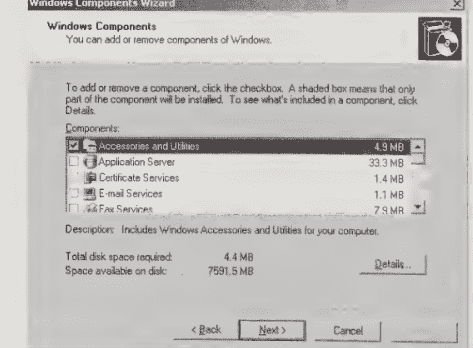 Windows Components Wizard
Windows Components
You can add or remove components of Windows.
To add or remove a component, click the checkbox. A shaded box means that only
part of the component will be installed. To see what's included in a component, click
Details.
Components:
Accessories and Utilities 4.9 MB
Application Server 33.3 MB
Certificate Services 1.4 MB
E-mail Services 1.1 MB
Fax Services 7.9 MB
Description: Includes Windows Accessories and Utilities for your computer.
Total disk space required: 4.4 MB
Space available on disk: 7591.5 MB
Details...
< Back Next > Cancel